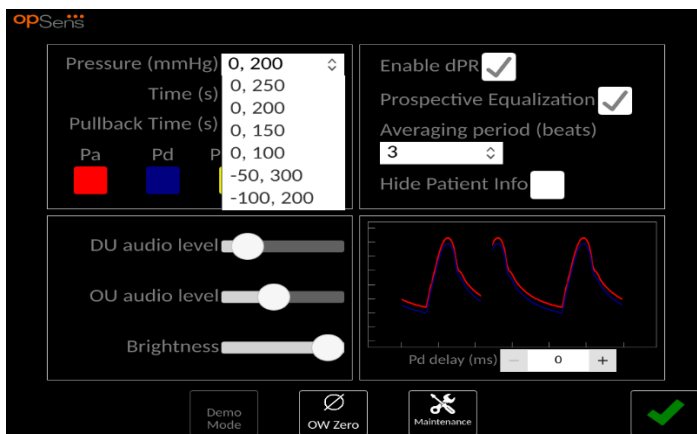 opSens
Pressure (mmHg) 0, 200
0, 250
Time (s)
0, 200
Pullback Time (s)
0, 150
Pa Pd P
0, 100
-50, 300
-100, 200
Enable dPR
Prospective Equalization
Averaging period (beats)
3
Hide Patient Info
DU audio level
OU audio level
Brightness
Pd delay (ms) − 0 +
Demo
Mode
OW Zero
Maintenance